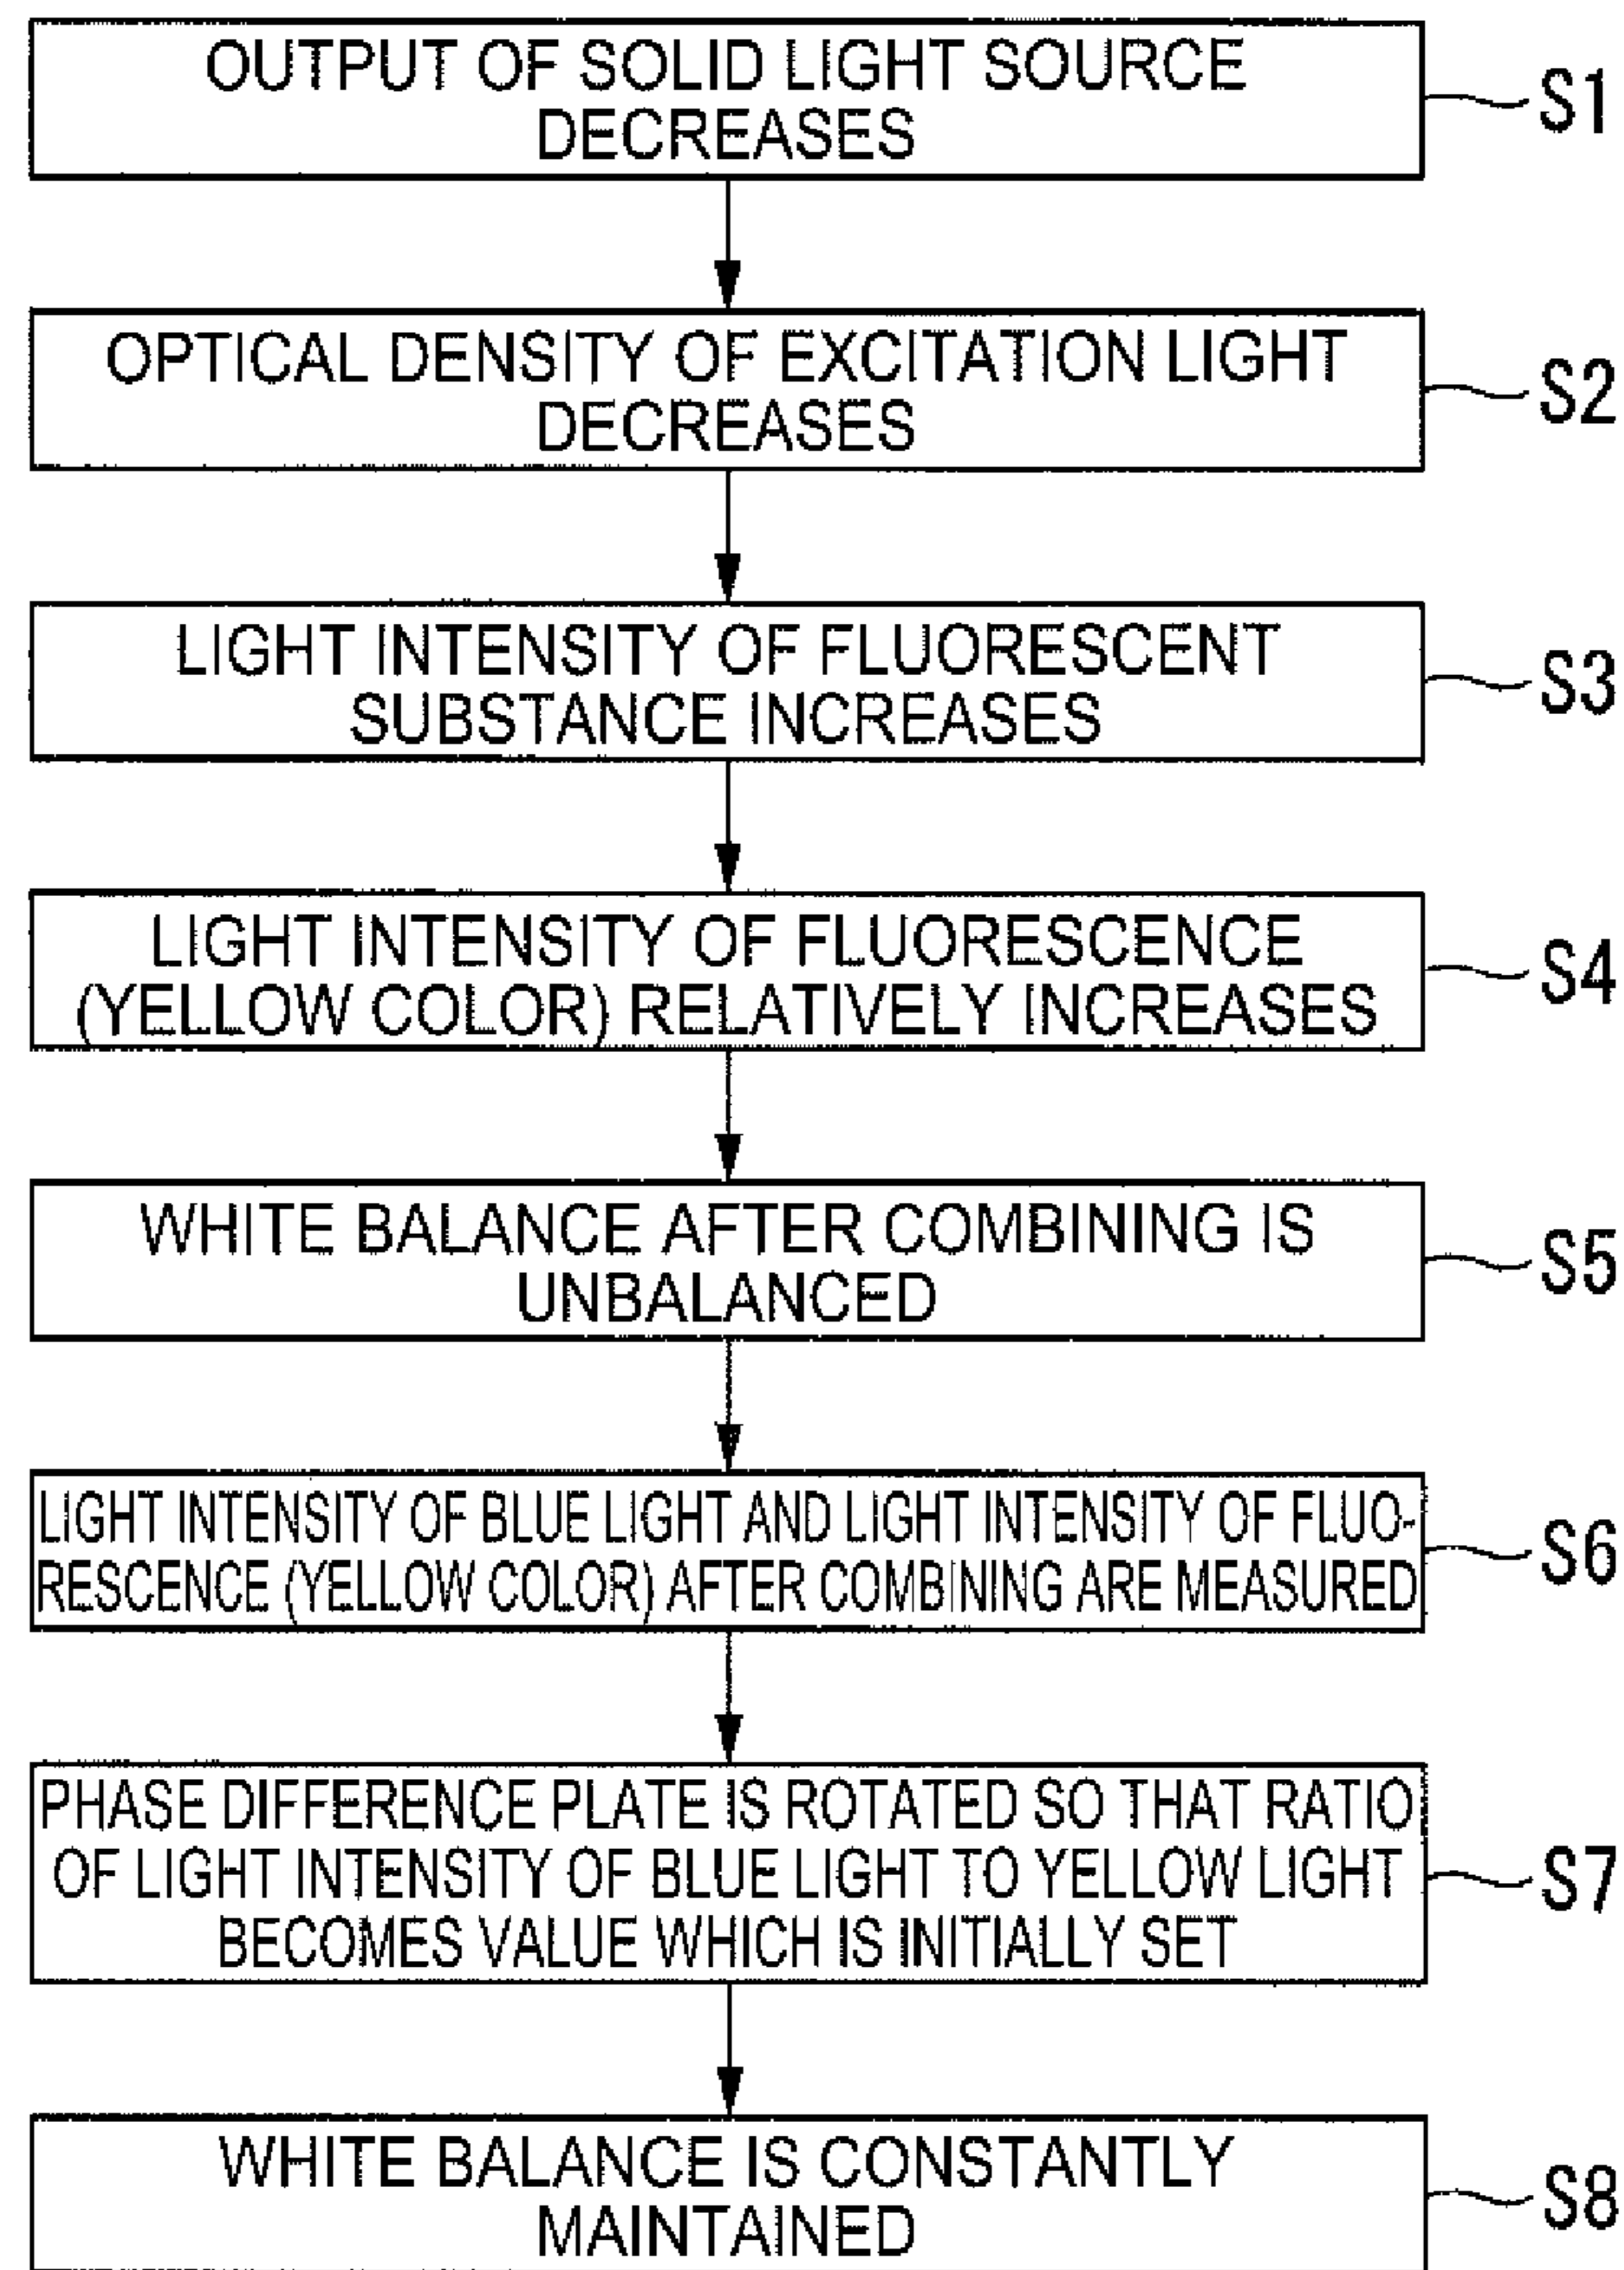 OUTPUT OF SOLID LIGHT SOURCE
DECREASES
S1
OPTICAL DENSITY OF EXCITATION LIGHT
DECREASES
S2
LIGHT INTENSITY OF FLUORESCENT
SUBSTANCE INCREASES
S3
LIGHT INTENSITY OF FLUORESCENCE
(YELLOW COLOR) RELATIVELY INCREASES
S4
WHITE BALANCE AFTER COMBINING IS
UNBALANCED
S5
LIGHT INTENSITY OF BLUE LIGHT AND LIGHT INTENSITY OF FLUO-
RESCENCE (YELLOW COLOR) AFTER COMBINING ARE MEASURED
S6
PHASE DIFFERENCE PLATE IS ROTATED SO THAT RATIO
OF LIGHT INTENSITY OF BLUE LIGHT TO YELLOW LIGHT
BECOMES VALUE WHICH IS INITIALLY SET
S7
WHITE BALANCE IS CONSTANTLY
MAINTAINED
S8